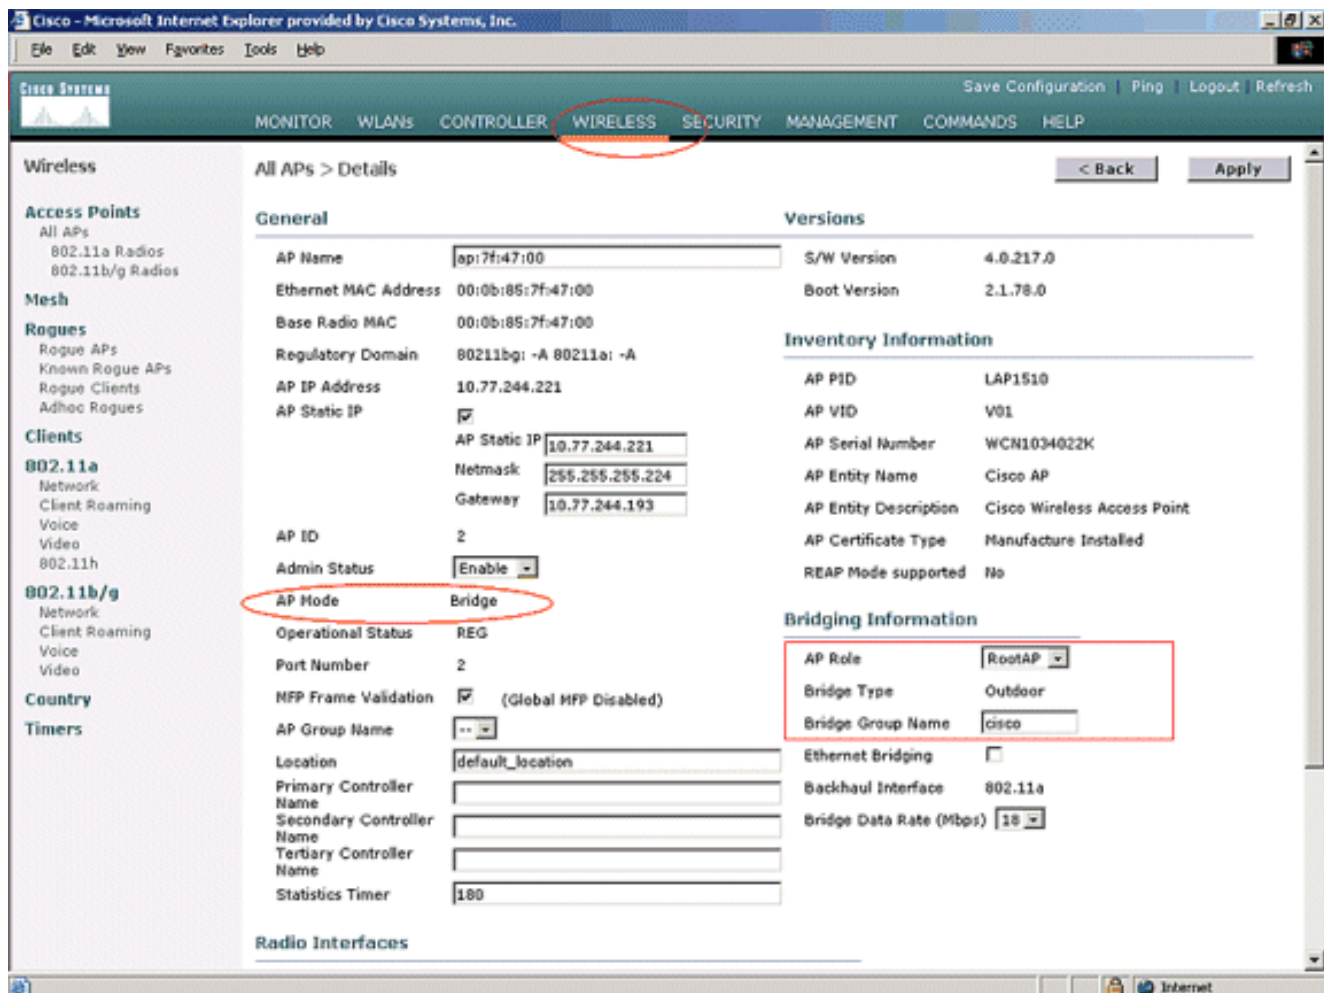 Cisco - Microsoft Internet Explorer provided by Cisco Systems, Inc.
File Edit View Favorites Tools Help
Cisco Systems
Save Configuration | Ping | Logout | Refresh
MONITOR WLANs CONTROLLER WIRELESS SECURITY MANAGEMENT COMMANDS HELP
Wireless
Access Points
All APs
802.11a Radios
802.11b/g Radios
Mesh
Rogues
Rogue APs
Known Rogue APs
Rogue Clients
Adhoc Rogues
Clients
802.11a
Network
Client Roaming
Voice
Video
802.11h
802.11b/g
Network
Client Roaming
Voice
Video
Country
Timers
All APs > Details
< Back Apply
General
AP Name ap:7f:47:00
Ethernet MAC Address 00:0b:85:7f:47:00
Base Radio MAC 00:0b:85:7f:47:00
Regulatory Domain 80211bg: -A 80211a: -A
AP IP Address 10.77.244.221
AP Static IP
AP Static IP 10.77.244.221
Netmask 255.255.255.224
Gateway 10.77.244.193
AP ID 2
Admin Status Enable
AP Mode Bridge
Operational Status REG
Port Number 2
MFP Frame Validation (Global MFP Disabled)
AP Group Name --
Location default_location
Primary Controller
Name
Secondary Controller
Name
Tertiary Controller
Name
Statistics Timer 180
Radio Interfaces
Versions
S/W Version 4.0.217.0
Boot Version 2.1.78.0
Inventory Information
AP PID LAP1510
AP VID V01
AP Serial Number WCN1034022K
AP Entity Name Cisco AP
AP Entity Description Cisco Wireless Access Point
AP Certificate Type Manufacture Installed
REAP Mode supported No
Bridging Information
AP Role RootAP
Bridge Type Outdoor
Bridge Group Name cisco
Ethernet Bridging
Backhaul Interface 802.11a
Bridge Data Rate (Mbps) 18
Internet